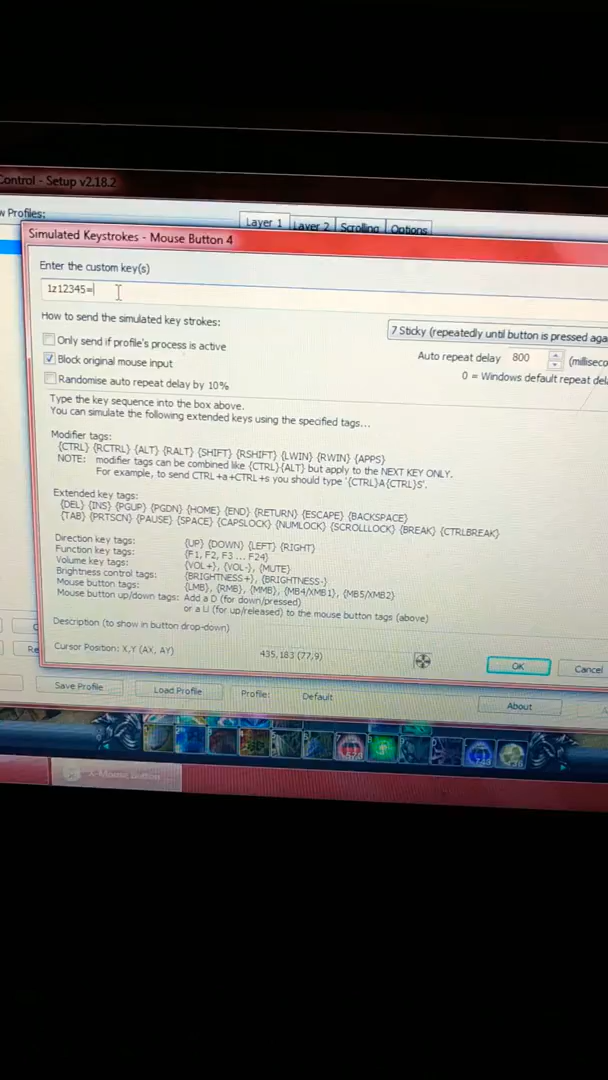 Control - Setup v2.18.2
w Profiles:
Layer 1 Layer 2 Scrolling Options
Simulated Keystrokes - Mouse Button 4
Enter the custom key(s)
1z12345=
How to send the simulated key strokes:
7 Sticky (repeatedly until button is pressed aga
Only send if profile's process is active
Auto repeat delay 800 (millisec
Block original mouse input
0 = Windows default repeat dela
Randomise auto repeat delay by 10%
Type the key sequence into the box above.
You can simulate the following extended keys using the specified tags...
Modifier tags:
{CTRL} {RCTRL} {ALT} {RALT} {SHIFT} {RSHIFT} {LWIN} {RWIN} {APPS}
NOTE: modifier tags can be combined like {CTRL}{ALT} but apply to the NEXT KEY ONLY.
For example, to send CTRL+a+CTRL+s you should type '{CTRL}A{CTRL}S'.
Extended key tags:
{DEL} {INS} {PGUP} {PGDN} {HOME} {END} {RETURN} {ESCAPE} {BACKSPACE}
{TAB} {PRTSCN} {PAUSE} {SPACE} {CAPSLOCK} {NUMLOCK} {SCROLLLOCK} {BREAK} {CTRLBREAK}
Direction key tags: {UP} {DOWN} {LEFT} {RIGHT}
Function key tags: {F1, F2, F3 ... F24}
Volume key tags: {VOL+}, {VOL-}, {MUTE}
Brightness control tags: {BRIGHTNESS+}, {BRIGHTNESS-}
Mouse button tags: {LMB}, {RMB}, {MMB}, {MB4/XMB1}, {MB5/XMB2}
Mouse button up/down tags: Add a D (for down/pressed)
or a U (for up/released) to the mouse button tags (above)
Description (to show in button drop-down)
Cursor Position: X,Y (AX, AY) 435,183 (77,9)
OK Cancel
Re
Save Profile Load Profile Profile: Default About
X-Mouse Button